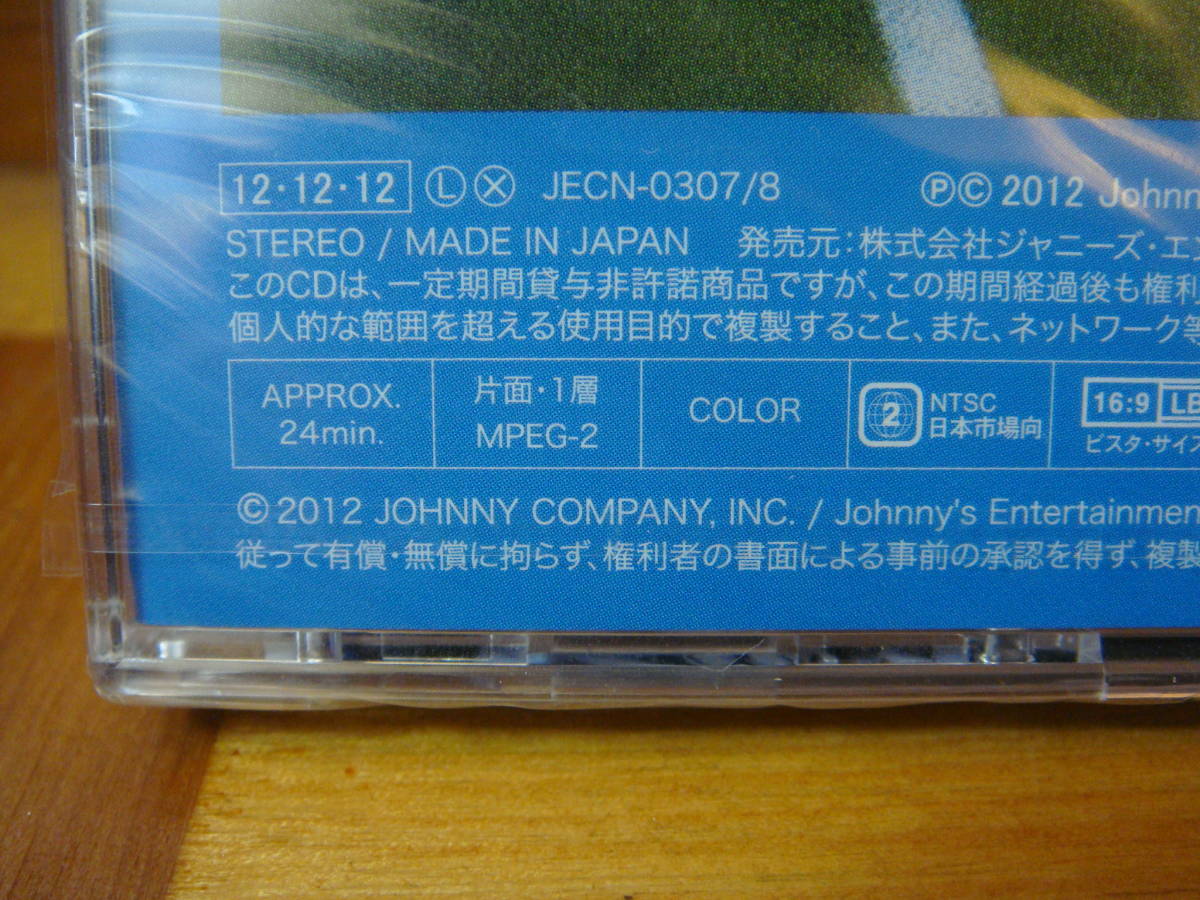 12・12・12 Ⓛ Ⓧ JECN-0307/8 ℗© 2012 Johnn
STEREO / MADE IN JAPAN 発売元：株式会社ジャニーズ・エ
このCDは、一定期間貸与非許諾商品ですが、この期間経過後も権利
個人的な範囲を超える使用目的で複製すること、また、ネットワーク等
APPROX.
24min.
片面・1層
MPEG-2
COLOR
2
NTSC
日本市場向
16:9 LB
ビスタ・サイズ
© 2012 JOHNNY COMPANY, INC. / Johnny's Entertainmen
従って有償・無償に拘らず、権利者の書面による事前の承認を得ず、複製